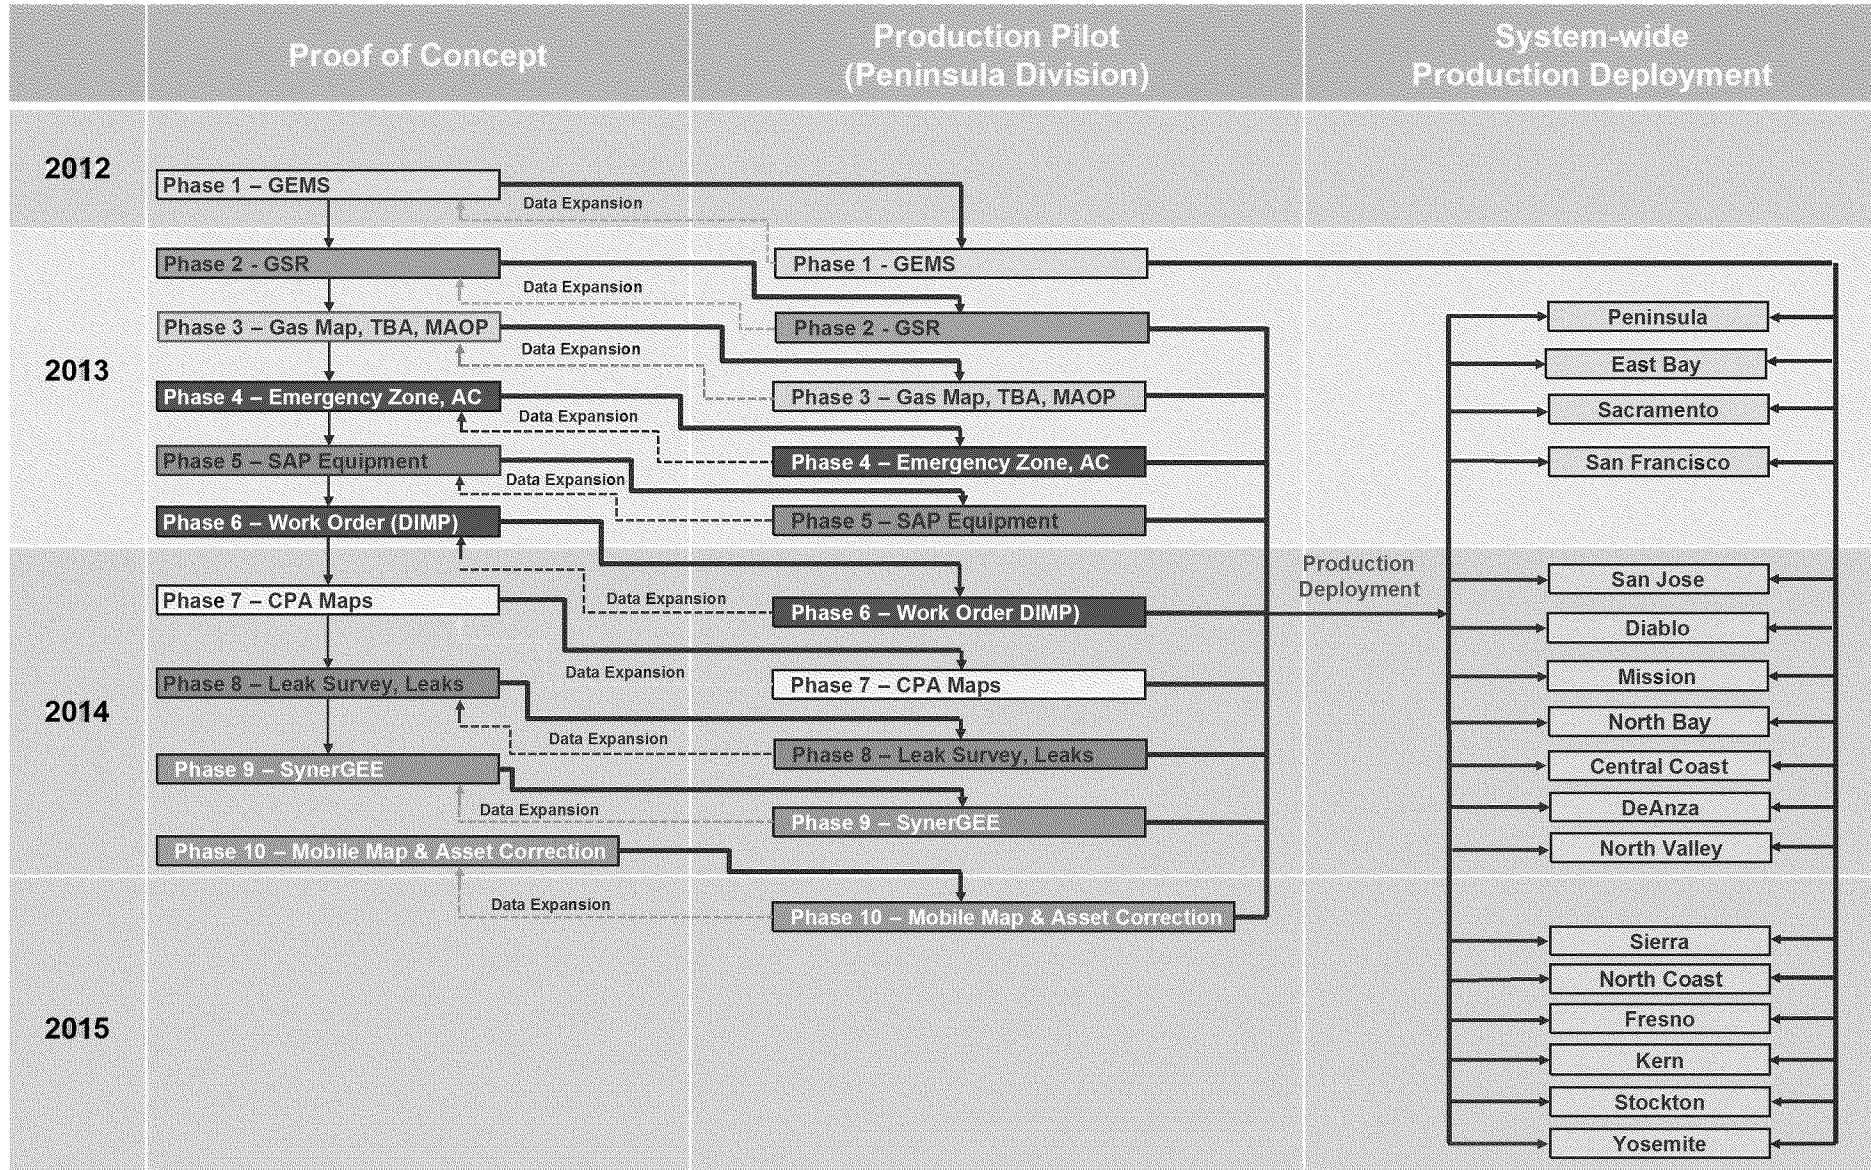 Proof of Concept
Production Pilot
(Peninsula Division)
System-wide
Production Deployment
2012
Phase 1 – GEMS
Data Expansion
2013
Phase 2 - GSR
Phase 1 - GEMS
Data Expansion
Phase 3 – Gas Map, TBA, MAOP
Phase 2 - GSR
Data Expansion
Phase 4 – Emergency Zone, AC
Phase 3 – Gas Map, TBA, MAOP
Data Expansion
Phase 5 – SAP Equipment
Phase 4 – Emergency Zone, AC
Data Expansion
Phase 6 – Work Order (DIMP)
Phase 5 – SAP Equipment
Peninsula
East Bay
Sacramento
San Francisco
2014
Phase 7 – CPA Maps
Data Expansion
Phase 6 – Work Order DIMP)
Production
Deployment
Data Expansion
Phase 8 – Leak Survey, Leaks
Phase 7 – CPA Maps
Data Expansion
Phase 9 – SynerGEE
Phase 8 – Leak Survey, Leaks
Data Expansion
Phase 9 – SynerGEE
Phase 10 – Mobile Map & Asset Correction
San Jose
Diablo
Mission
North Bay
Central Coast
DeAnza
North Valley
2015
Data Expansion
Phase 10 – Mobile Map & Asset Correction
Sierra
North Coast
Fresno
Kern
Stockton
Yosemite